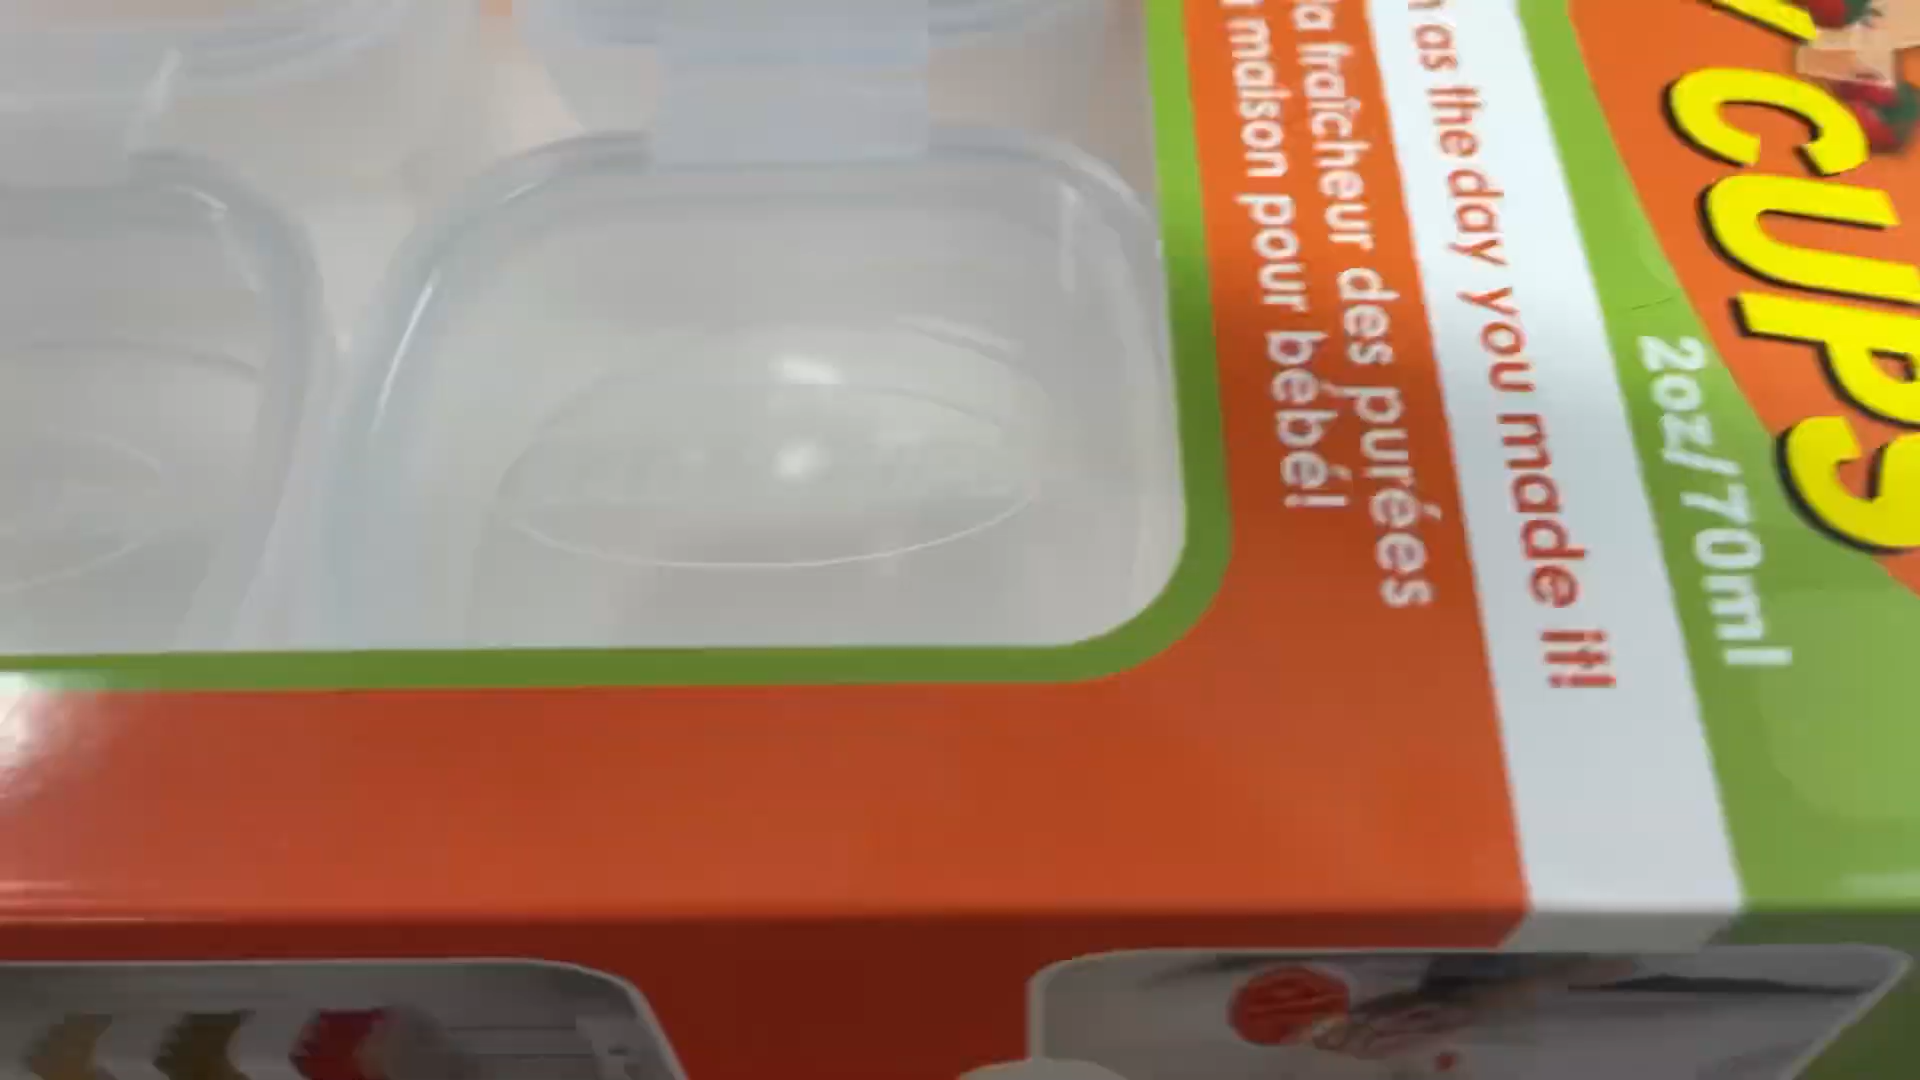 CUPS
2oz/70ml
as the day you made it!
la fraîcheur des purées
maison pour bébé!